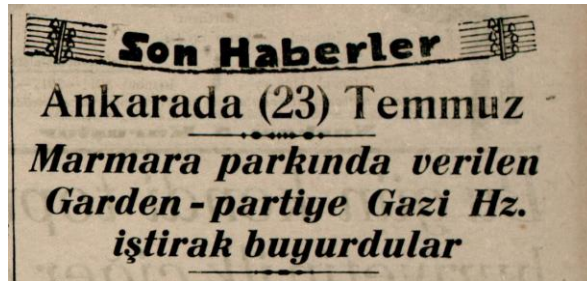 Son Haberler
Ankarada (23) Temmuz
Marmara parkında verilen
Garden-partiye Gazi Hz.
iştirak buyurdular